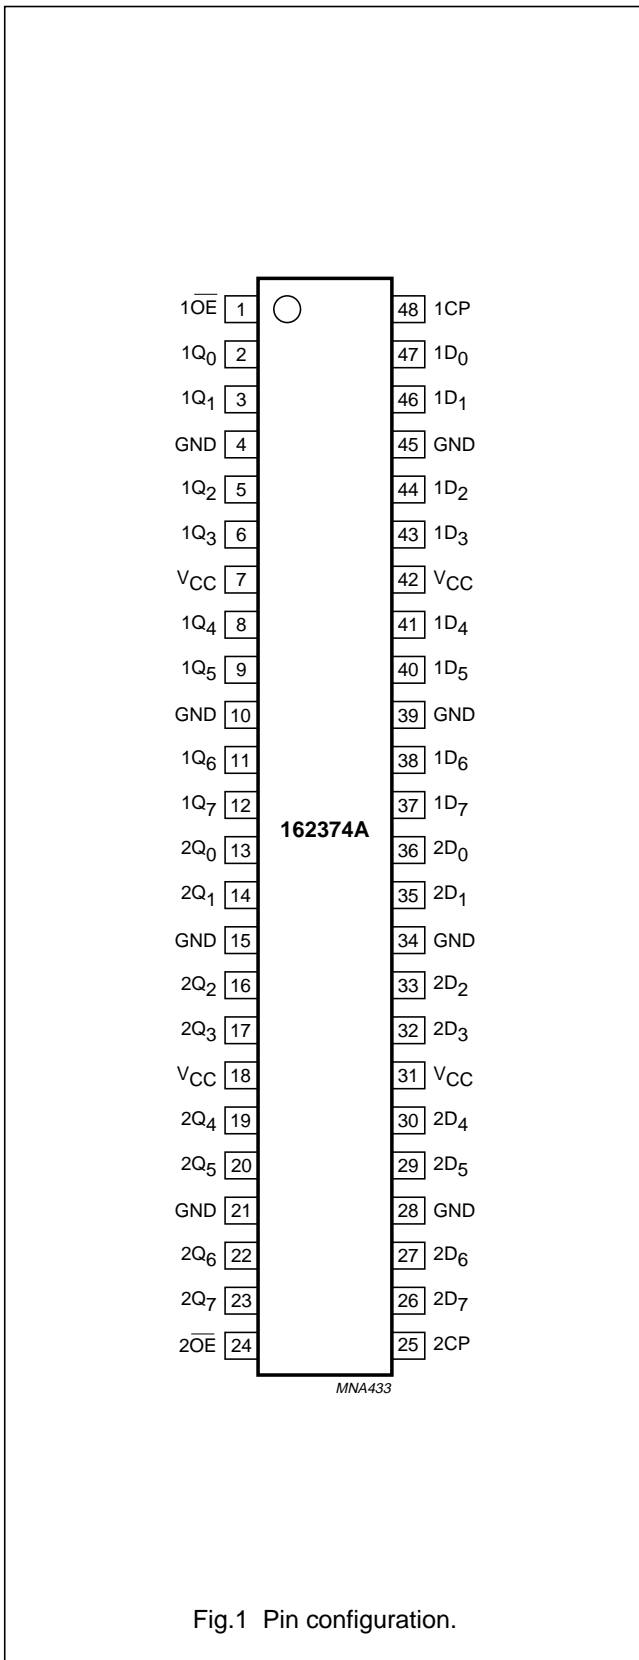 1O̅E̅ 1 48 1CP
1Q0 2 47 1D0
1Q1 3 46 1D1
GND 4 45 GND
1Q2 5 44 1D2
1Q3 6 43 1D3
VCC 7 42 VCC
1Q4 8 41 1D4
1Q5 9 40 1D5
GND 10 39 GND
1Q6 11 38 1D6
1Q7 12 37 1D7
162374A
2Q0 13 36 2D0
2Q1 14 35 2D1
GND 15 34 GND
2Q2 16 33 2D2
2Q3 17 32 2D3
VCC 18 31 VCC
2Q4 19 30 2D4
2Q5 20 29 2D5
GND 21 28 GND
2Q6 22 27 2D6
2Q7 23 26 2D7
2O̅E̅ 24 25 2CP
MNA433
Fig.1 Pin configuration.